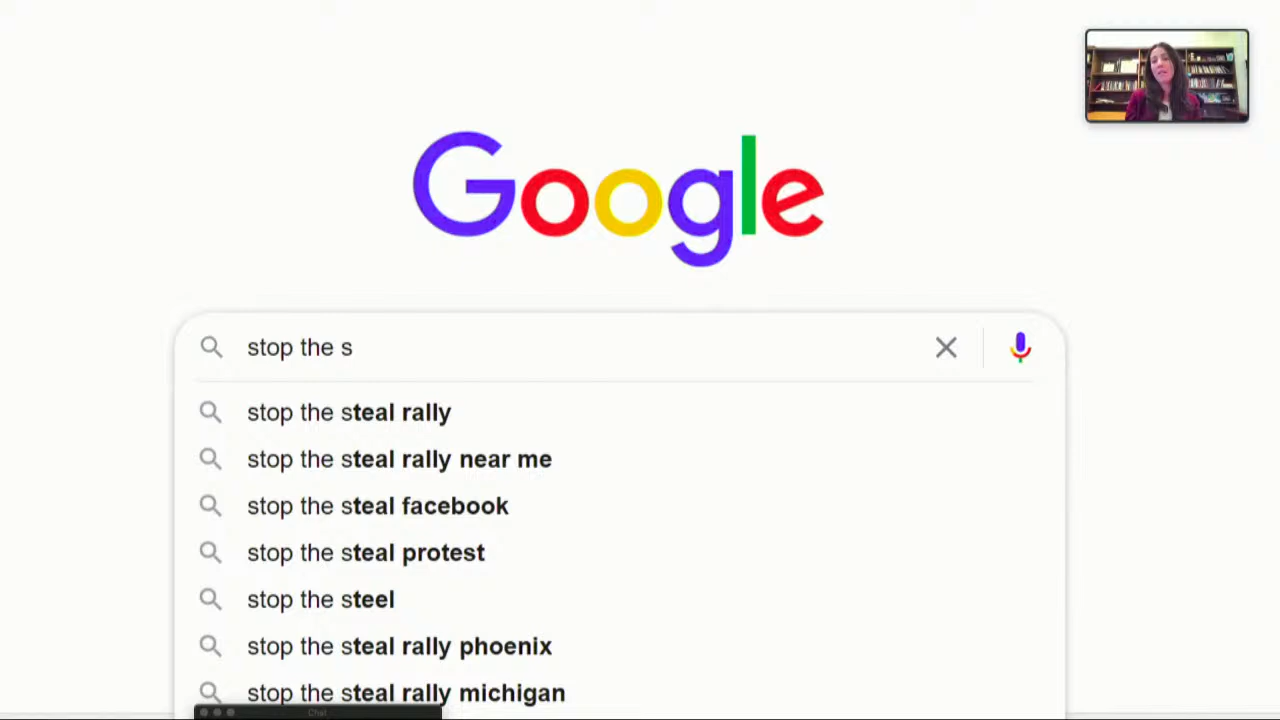 Google
stop the s
stop the steal rally
stop the steal rally near me
stop the steal facebook
stop the steal protest
stop the steel
stop the steal rally phoenix
stop the steal rally michigan
Chat